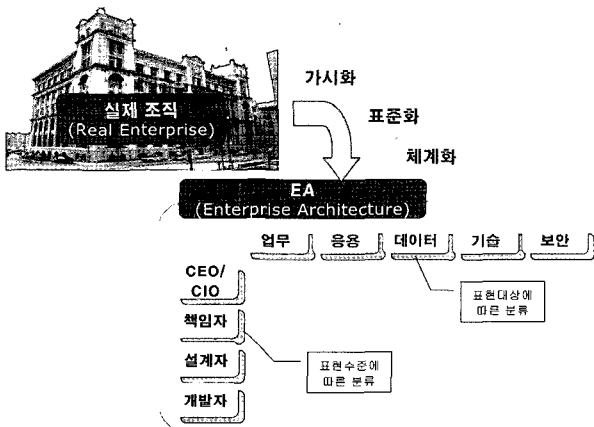 실제 조직
(Real Enterprise)
가시화
표준화
체계화
EA
(Enterprise Architecture)
업무 응용 데이터 기술 보안
표현대상에
따른 분류
CEO/
CIO
책임자
설계자
개발자
표현수준에
따른 분류